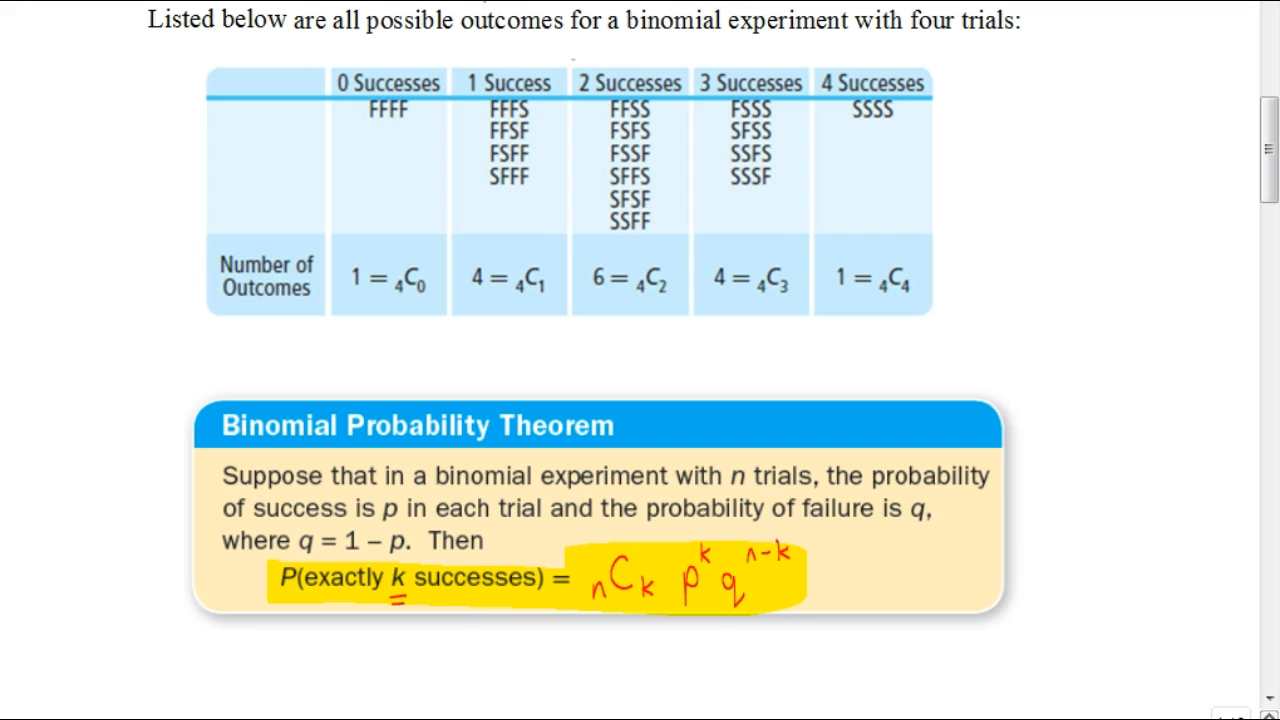 Listed below are all possible outcomes for a binomial experiment with four trials:
0 Successes 1 Success 2 Successes 3 Successes 4 Successes
FFFF FFFS FFSS FSSS SSSS
FFSF FSFS SFSS
FSFF FSSF SSFS
SFFF SFFS SSSF
SFSF
SSFF
Number of Outcomes 1 = ₄C₀ 4 = ₄C₁ 6 = ₄C₂ 4 = ₄C₃ 1 = ₄C₄
Binomial Probability Theorem
Suppose that in a binomial experiment with n trials, the probability
of success is p in each trial and the probability of failure is q,
where q = 1 – p. Then
P(exactly k successes) = ₙCₖ pᵏ qⁿ⁻ᵏ